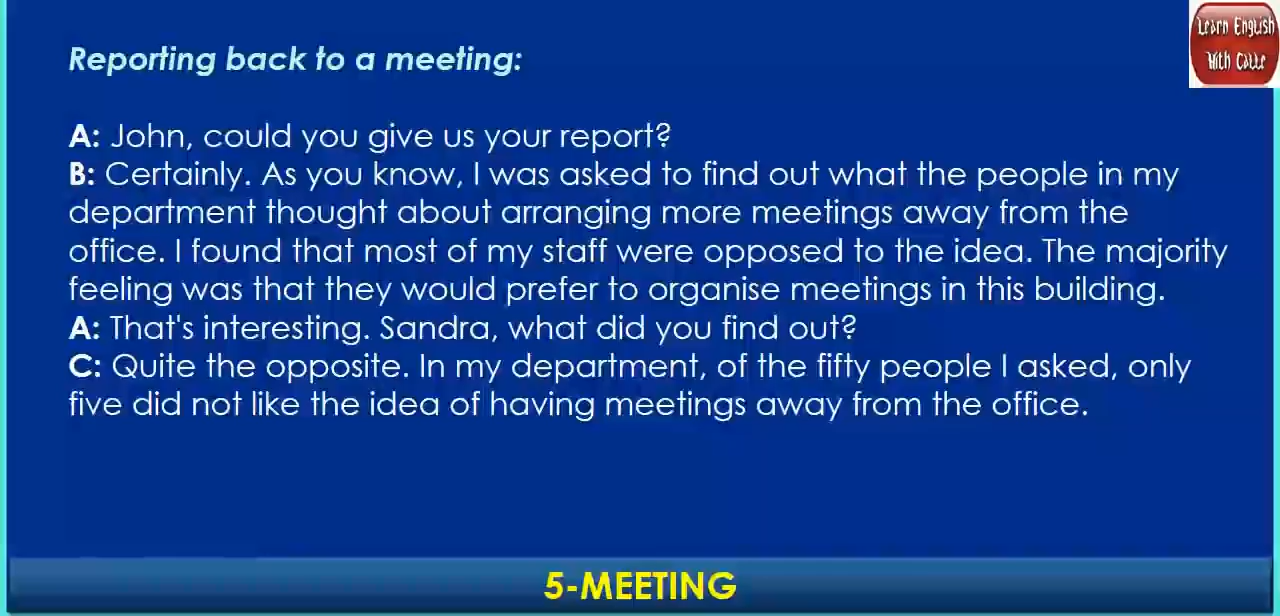 Learn English
With
Reporting back to a meeting:
A: John, could you give us your report?
B: Certainly. As you know, I was asked to find out what the people in my
department thought about arranging more meetings away from the
office. I found that most of my staff were opposed to the idea. The majority
feeling was that they would prefer to organise meetings in this building.
A: That's interesting. Sandra, what did you find out?
C: Quite the opposite. In my department, of the fifty people I asked, only
five did not like the idea of having meetings away from the office.
5-MEETING